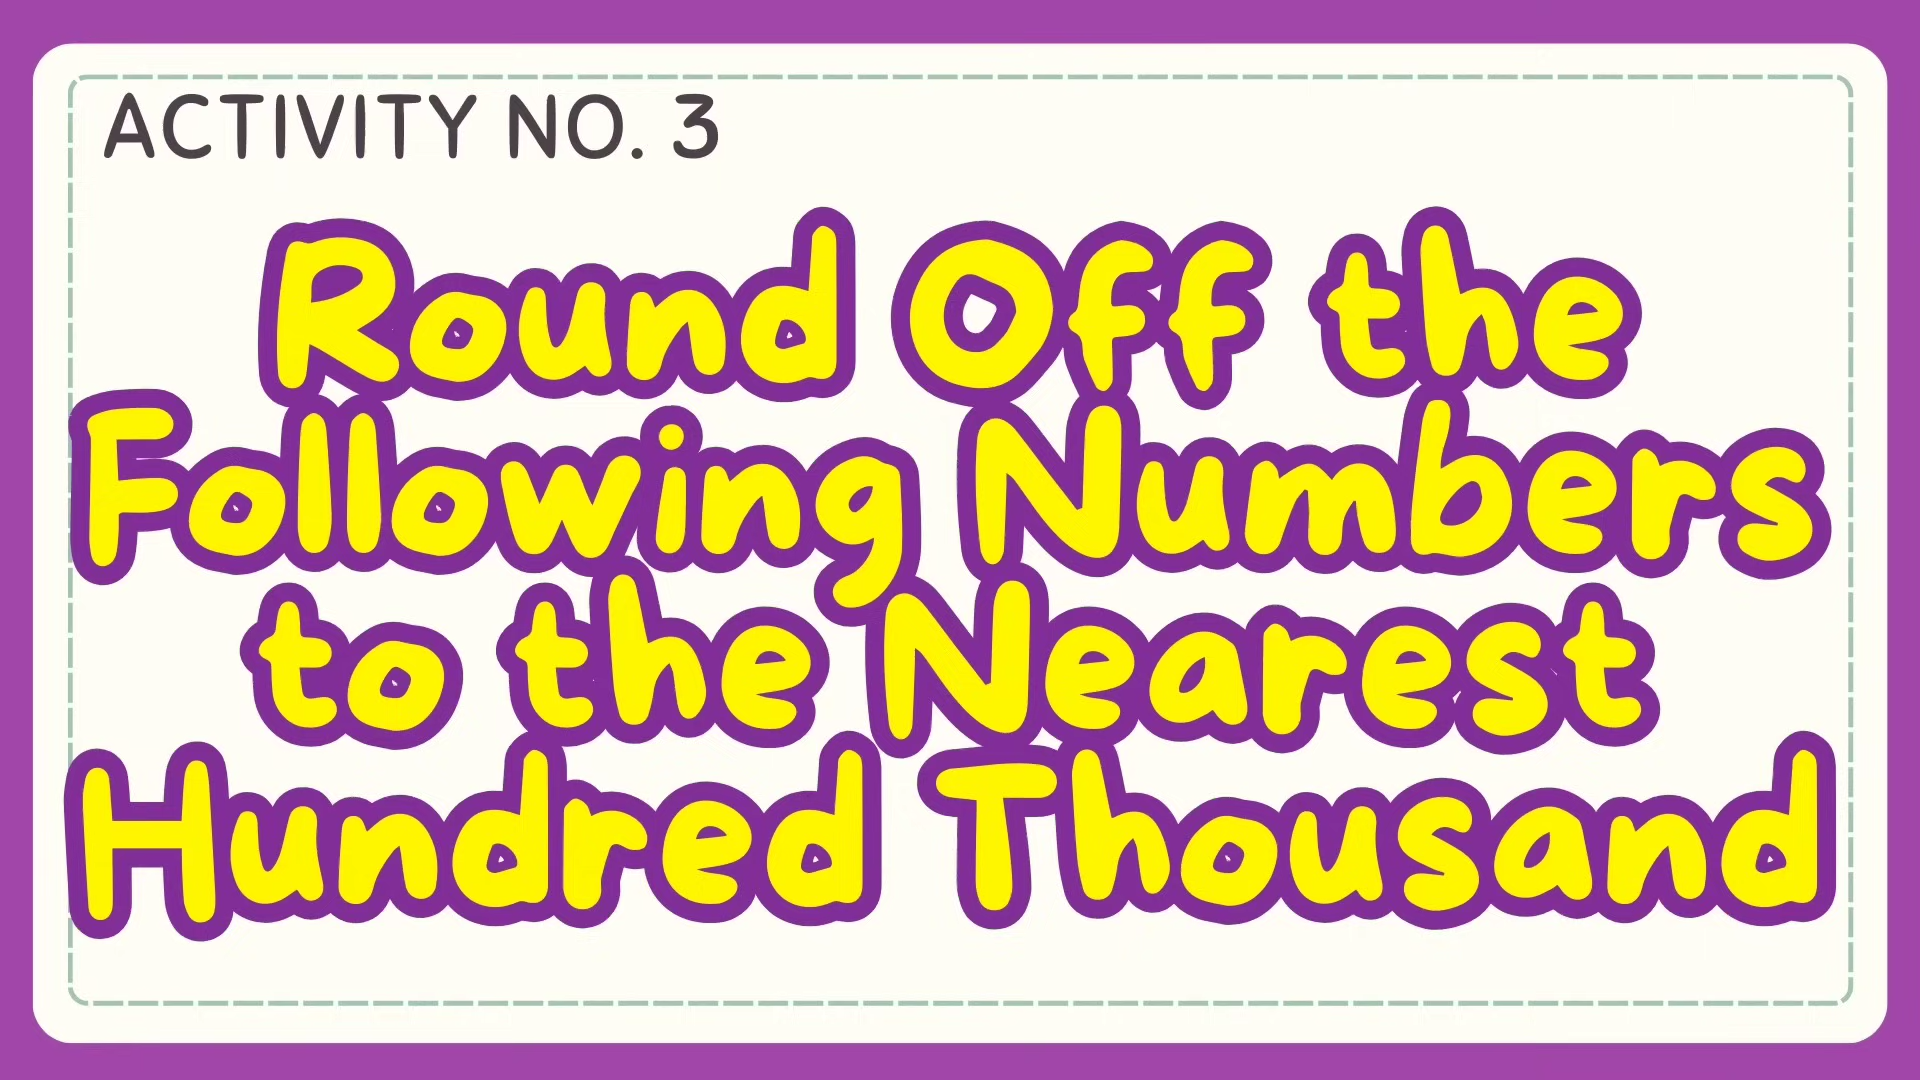 ACTIVITY NO. 3
Round Off the
Following Numbers
to the Nearest
Hundred Thousand